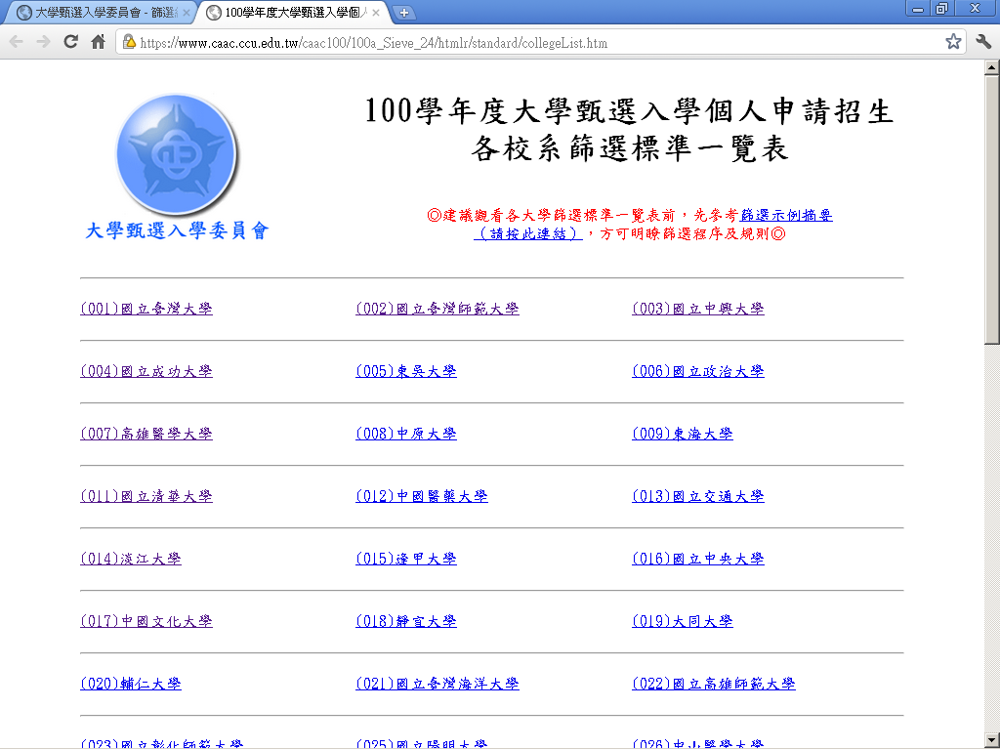 大學甄選入學委員會 - 篩選
100學年度大學甄選入學個人
https://www.caac.ccu.edu.tw/caac100/100a_Sieve_24/htmlr/standard/collegeList.htm
100學年度大學甄選入學個人申請招生
各校系篩選標準一覽表
大學甄選入學委員會
◎建議觀看各大學篩選標準一覽表前，先參考篩選示例摘要
（請按此連結），方可明瞭篩選程序及規則◎
(001)國立臺灣大學 (002)國立臺灣師範大學 (003)國立中興大學
(004)國立成功大學 (005)東吳大學 (006)國立政治大學
(007)高雄醫學大學 (008)中原大學 (009)東海大學
(011)國立清華大學 (012)中國醫藥大學 (013)國立交通大學
(014)淡江大學 (015)逢甲大學 (016)國立中央大學
(017)中國文化大學 (018)靜宜大學 (019)大同大學
(020)輔仁大學 (021)國立臺灣海洋大學 (022)國立高雄師範大學
(023)國立彰化師範大學 (025)國立陽明大學 (026)中山醫學大學